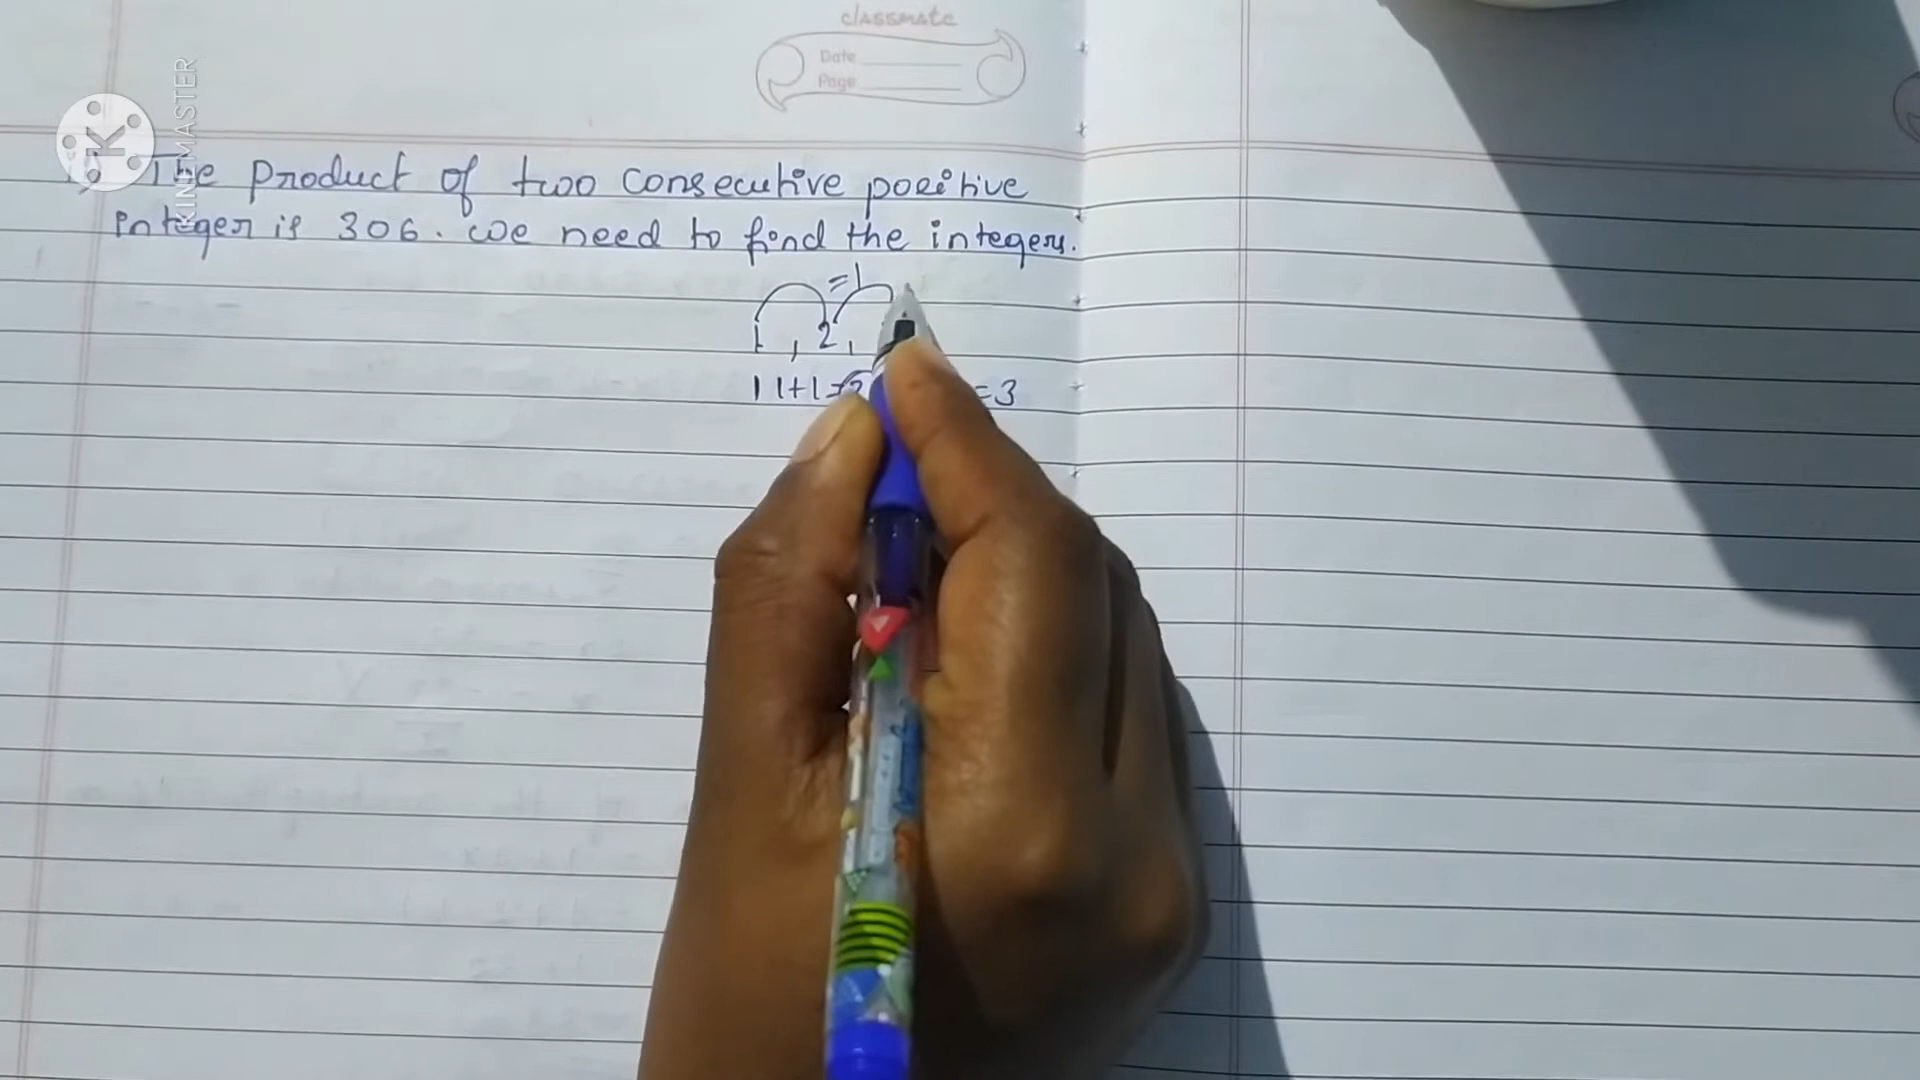 classmate
Date
Page
KINEMASTER
The product of two consecutive positive
integer is 306. we need to find the integers.
= 1
1 , 2 ,
1 1+1=2 = 3